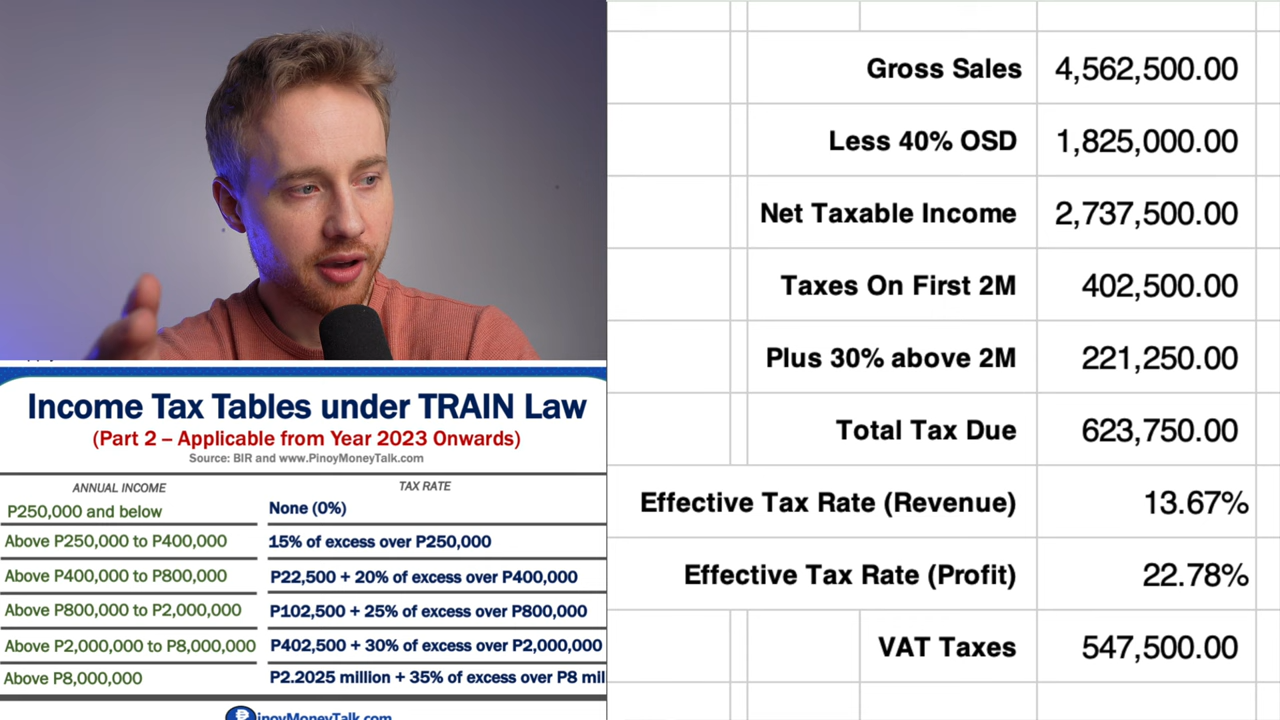 Income Tax Tables under TRAIN Law
(Part 2 – Applicable from Year 2023 Onwards)
Source: BIR and www.PinoyMoneyTalk.com
ANNUAL INCOME TAX RATE
P250,000 and below None (0%)
Above P250,000 to P400,000 15% of excess over P250,000
Above P400,000 to P800,000 P22,500 + 20% of excess over P400,000
Above P800,000 to P2,000,000 P102,500 + 25% of excess over P800,000
Above P2,000,000 to P8,000,000 P402,500 + 30% of excess over P2,000,000
Above P8,000,000 P2.2025 million + 35% of excess over P8 mil
inoyMoneyTalk.com
Gross Sales 4,562,500.00
Less 40% OSD 1,825,000.00
Net Taxable Income 2,737,500.00
Taxes On First 2M 402,500.00
Plus 30% above 2M 221,250.00
Total Tax Due 623,750.00
Effective Tax Rate (Revenue) 13.67%
Effective Tax Rate (Profit) 22.78%
VAT Taxes 547,500.00